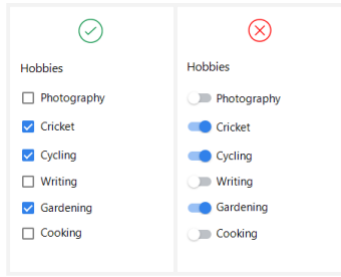 Hobbies
Photography
Cricket
Cycling
Writing
Gardening
Cooking
Hobbies
Photography
Cricket
Cycling
Writing
Gardening
Cooking